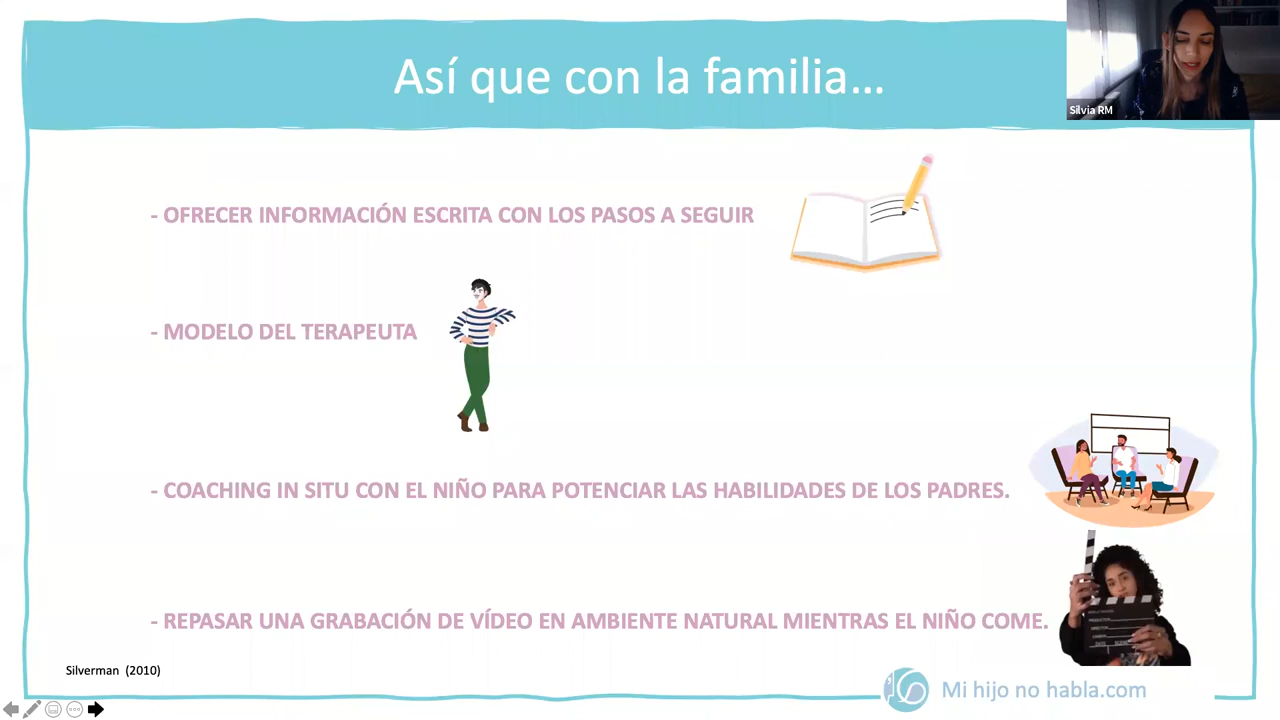 Así que con la familia...
Silvia RM
- OFRECER INFORMACIÓN ESCRITA CON LOS PASOS A SEGUIR
- MODELO DEL TERAPEUTA
- COACHING IN SITU CON EL NIÑO PARA POTENCIAR LAS HABILIDADES DE LOS PADRES.
- REPASAR UNA GRABACIÓN DE VÍDEO EN AMBIENTE NATURAL MIENTRAS EL NIÑO COME.
Silverman (2010)
Mi hijo no habla.com